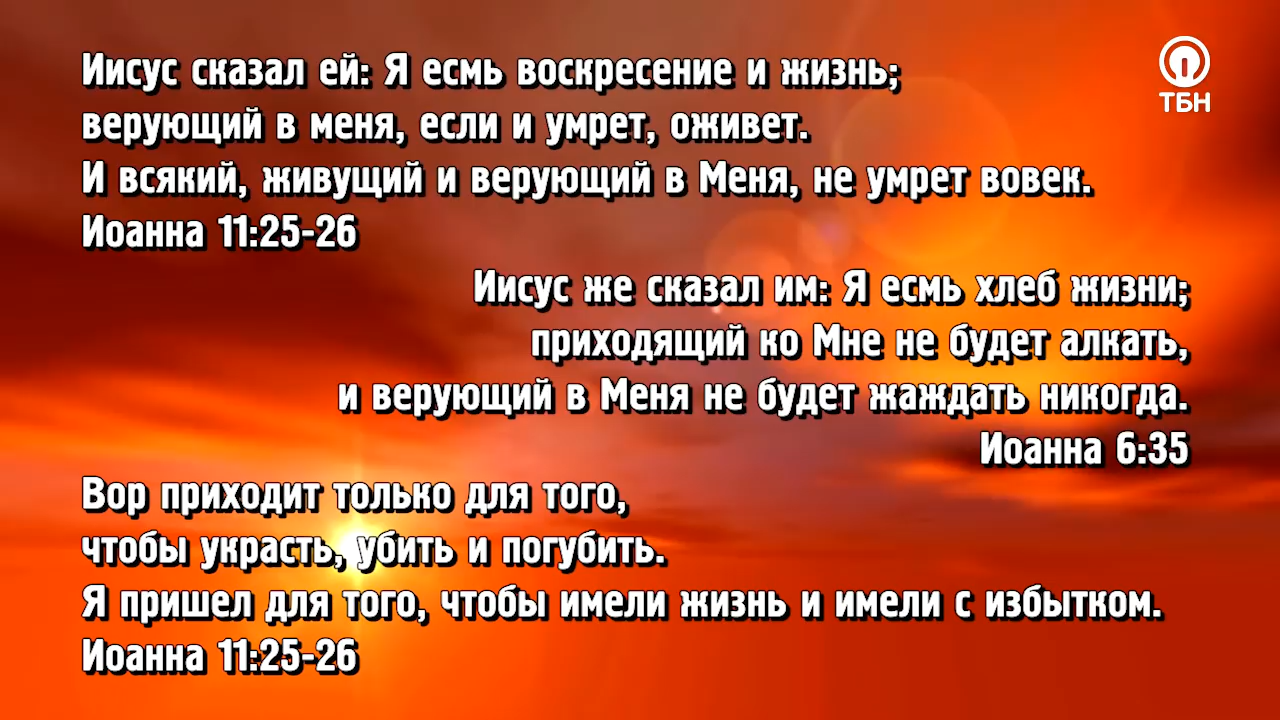 Иисус сказал ей: Я есмь воскресение и жизнь;
верующий в меня, если и умрет, оживет.
И всякий, живущий и верующий в Меня, не умрет вовек.
Иоанна 11:25-26
ТБН
Иисус же сказал им: Я есмь хлеб жизни;
приходящий ко Мне не будет алкать,
и верующий в Меня не будет жаждать никогда.
Иоанна 6:35
Вор приходит только для того,
чтобы украсть, убить и погубить.
Я пришел для того, чтобы имели жизнь и имели с избытком.
Иоанна 11:25-26